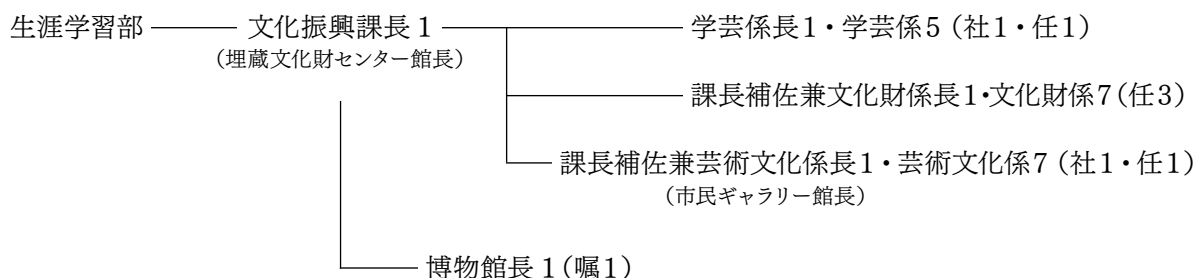 生涯学習部 文化振興課長1 学芸係長1・学芸係5(社1・任1)
(埋蔵文化財センター館長)
課長補佐兼文化財係長1・文化財係7(任3)
課長補佐兼芸術文化係長1・芸術文化係7(社1・任1)
(市民ギャラリー館長)
博物館長1(嘱1)